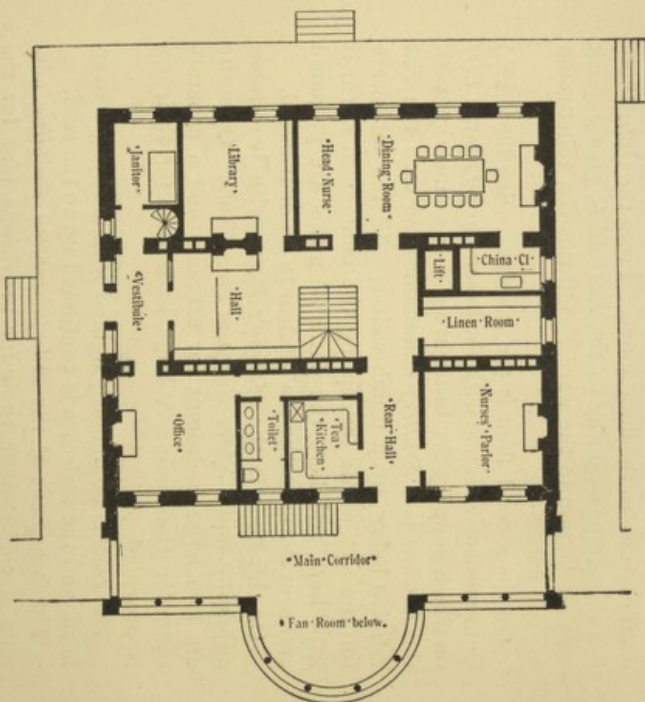 Janitor
Library
Head Nurse
Dining Room
Vestibule
Hall
Lift
China Cl
Linen Room
Office
Toilet
Tea
Kitchen
Rear Hall
Nurses' Parlor
Main Corridor
Fan Room below.